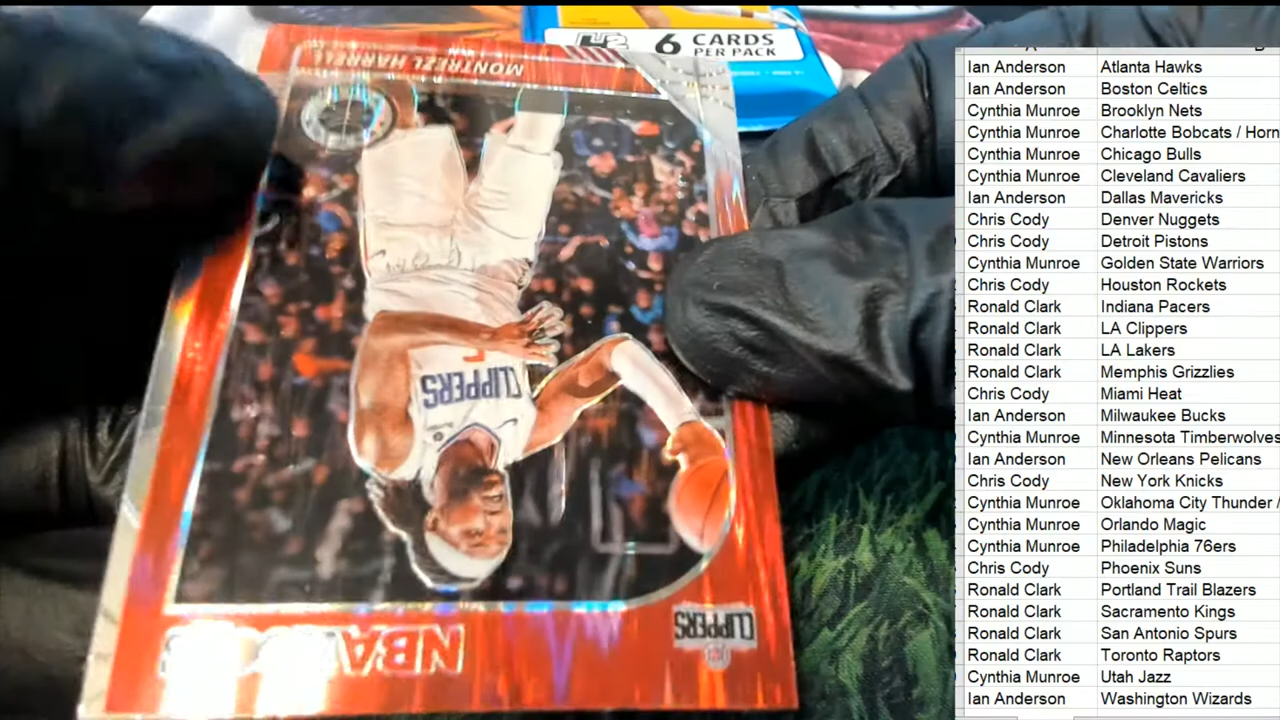 6 CARDS
PER PACK
MONTREZL HARRELL
CLIPPERS
NBA
CLIPPERS
Ian Anderson Atlanta Hawks
Ian Anderson Boston Celtics
Cynthia Munroe Brooklyn Nets
Cynthia Munroe Charlotte Bobcats / Horn
Cynthia Munroe Chicago Bulls
Cynthia Munroe Cleveland Cavaliers
Ian Anderson Dallas Mavericks
Chris Cody Denver Nuggets
Chris Cody Detroit Pistons
Cynthia Munroe Golden State Warriors
Chris Cody Houston Rockets
Ronald Clark Indiana Pacers
Ronald Clark LA Clippers
Ronald Clark LA Lakers
Ronald Clark Memphis Grizzlies
Chris Cody Miami Heat
Ian Anderson Milwaukee Bucks
Cynthia Munroe Minnesota Timberwolves
Ian Anderson New Orleans Pelicans
Chris Cody New York Knicks
Cynthia Munroe Oklahoma City Thunder /
Cynthia Munroe Orlando Magic
Cynthia Munroe Philadelphia 76ers
Chris Cody Phoenix Suns
Ronald Clark Portland Trail Blazers
Ronald Clark Sacramento Kings
Ronald Clark San Antonio Spurs
Ronald Clark Toronto Raptors
Cynthia Munroe Utah Jazz
Ian Anderson Washington Wizards